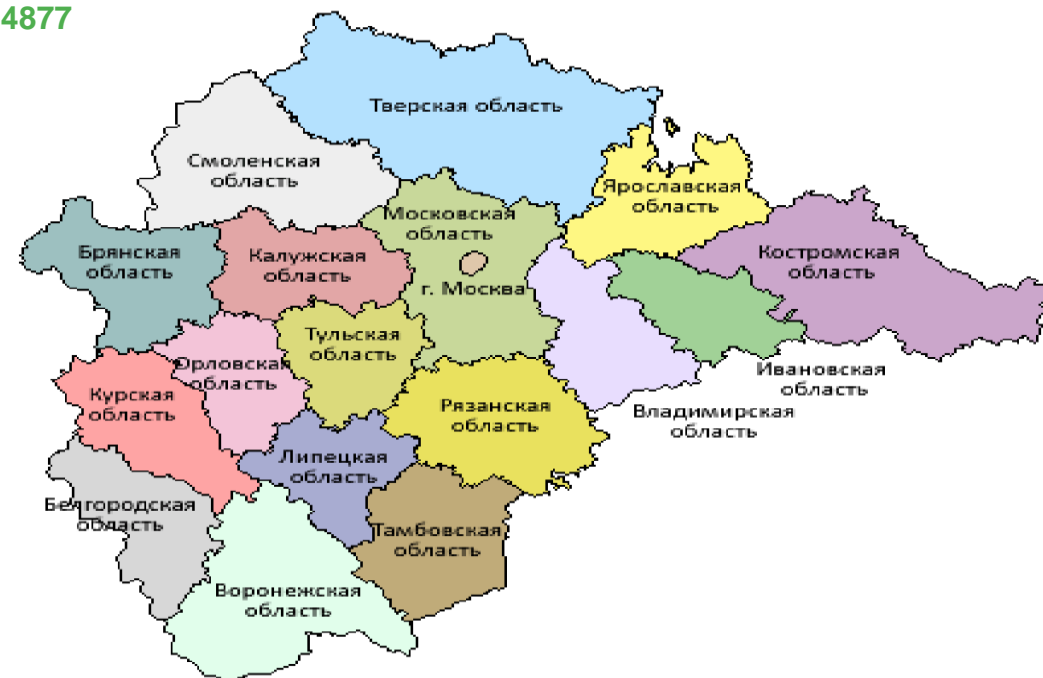 4877
Тверская область
Смоленская
область
Ярославская
область
Московская
область
Брянская
область
Калужская
область
Костромская
область
г. Москва
Тульская
область
Орловская
область
Ивановская
область
Курская
область
Рязанская
область
Владимирская
область
Липецкая
область
Белгородская
область
Тамбовская
область
Воронежская
область